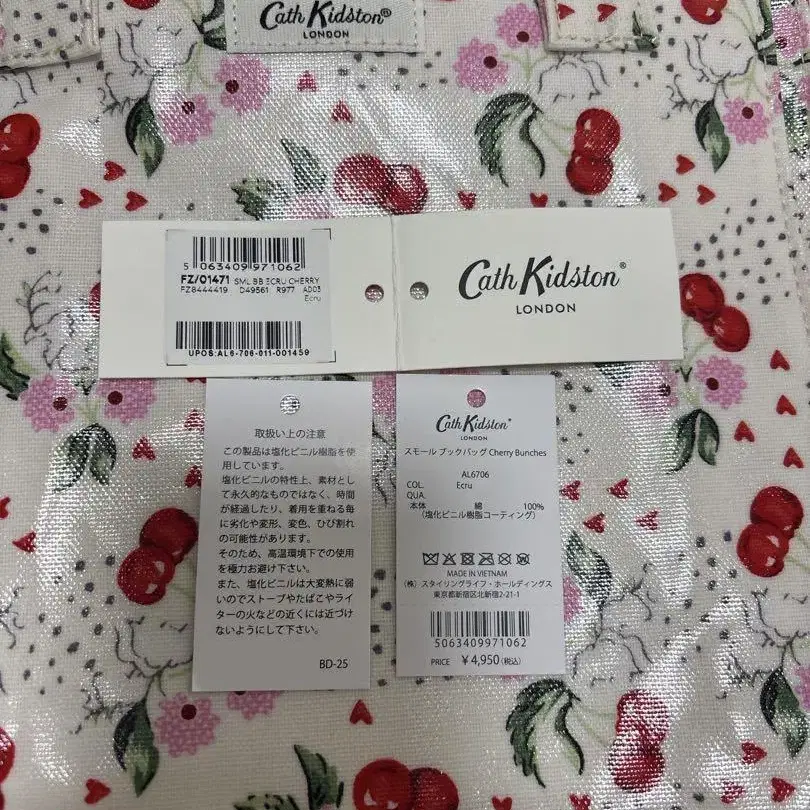 Cath Kidston®
LONDON
5 063409 971062
FZ/01471 SML BB ECRU CHERRY
FZ8444419 D49561 R977 AD03
Ecru
UPOS:AL6-706-011-001459
Cath Kidston®
LONDON
取扱い上の注意
この製品は塩化ビニル樹脂を使
用しています。
塩化ビニルの特性上、素材とし
て永久的なものではなく、時間
が経過したり、着用を重ねる毎
に劣化や変形、変色、ひび割れ
の可能性があります。
そのため、高温環境下での使用
を極力お避け下さい。
また、塩化ビニルは大変熱に弱
いのでストーブやたばこやライ
ターの火などの近くには近づけ
ないようにして下さい。
BD-25
Cath Kidston®
LONDON
スモール ブックバッグ Cherry Bunches
AL6706
COL. Ecru
QUA.
本体 綿 100%
（塩化ビニル樹脂コーティング）
MADE IN VIETNAM
（株）スタイリングライフ・ホールディングス
東京都新宿区北新宿2-21-1
5063409971062
PRICE ￥4,950（税込）